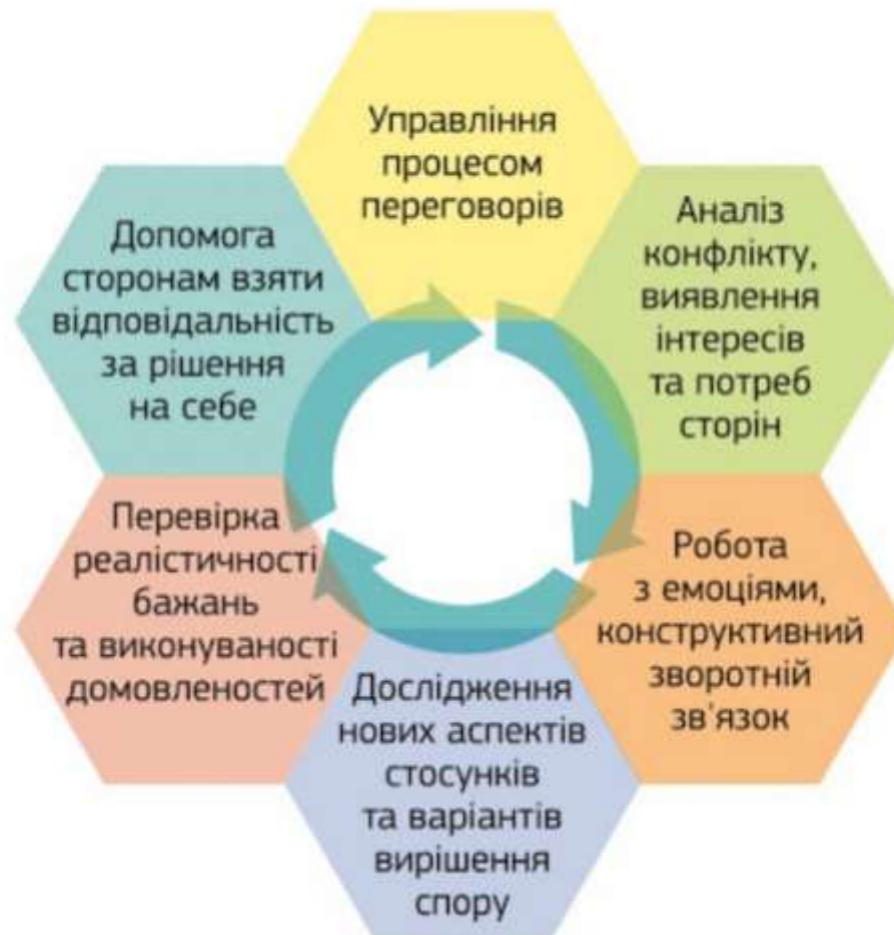 Управління
процесом
переговорів
Аналіз
конфлікту,
виявлення
інтересів
та потреб
сторін
Робота
з емоціями,
конструктивний
зворотній
зв'язок
Дослідження
нових аспектів
стосунків
та варіантів
вирішення
спору
Перевірка
реалістичності
бажань
та виконуваності
домовленостей
Допомога
сторонам взяти
відповідальність
за рішення
на себе